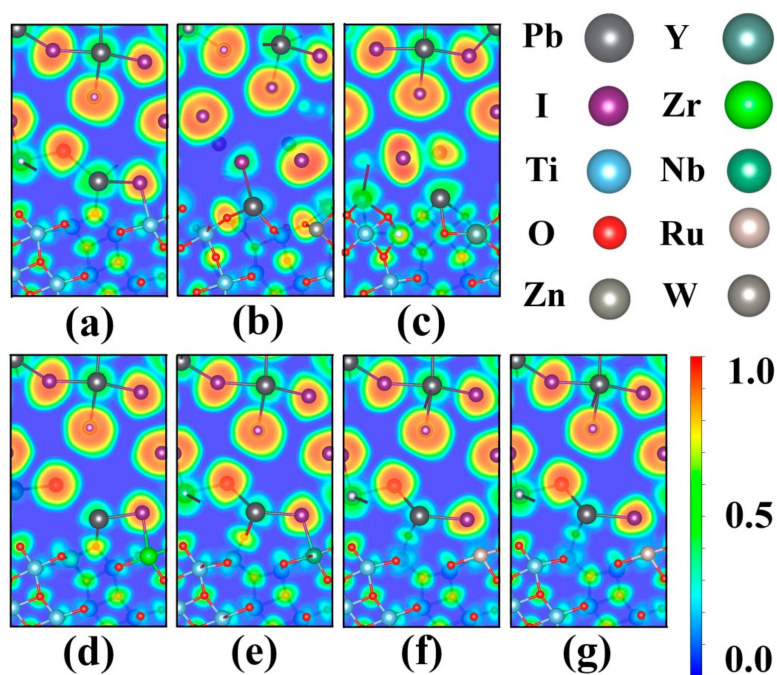 Pb Y
I Zr
Ti Nb
O Ru
Zn W
(a) (b) (c)
1.0
0.5
0.0
(d) (e) (f) (g)